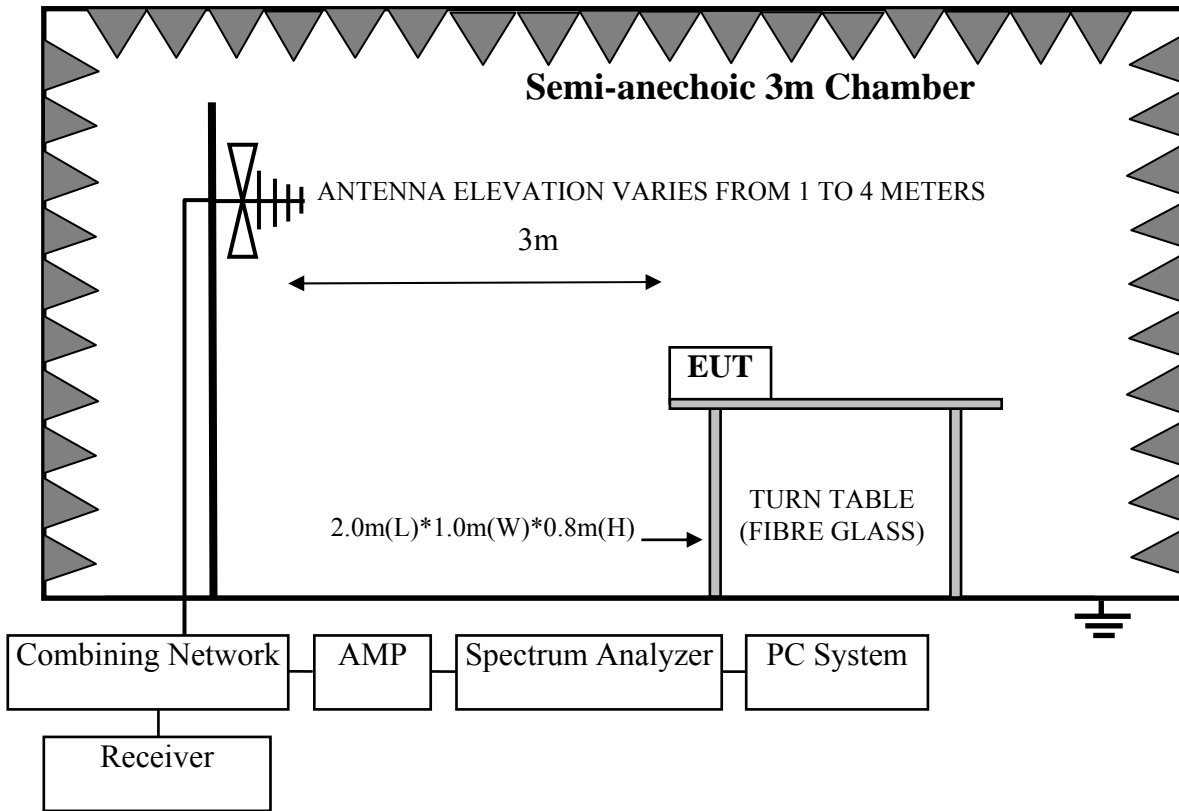 Semi-anechoic 3m Chamber
ANTENNA ELEVATION VARIES FROM 1 TO 4 METERS
3m
EUT
2.0m(L)*1.0m(W)*0.8m(H)
TURN TABLE
(FIBRE GLASS)
Combining Network
AMP
Spectrum Analyzer
PC System
Receiver